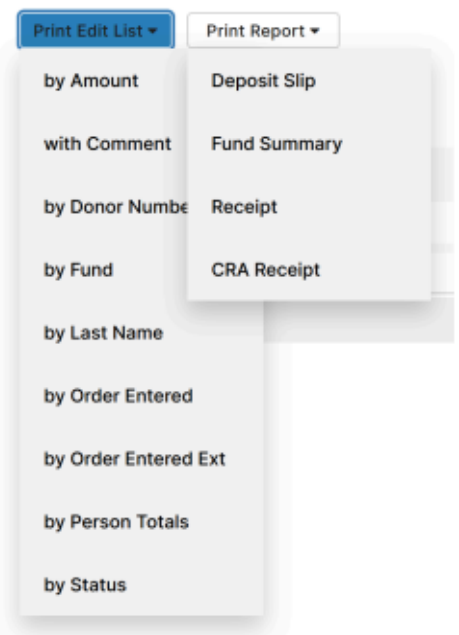 Print Edit List
Print Report
by Amount
with Comment
by Donor Numbe
by Fund
by Last Name
by Order Entered
by Order Entered Ext
by Person Totals
by Status
Deposit Slip
Fund Summary
Receipt
CRA Receipt